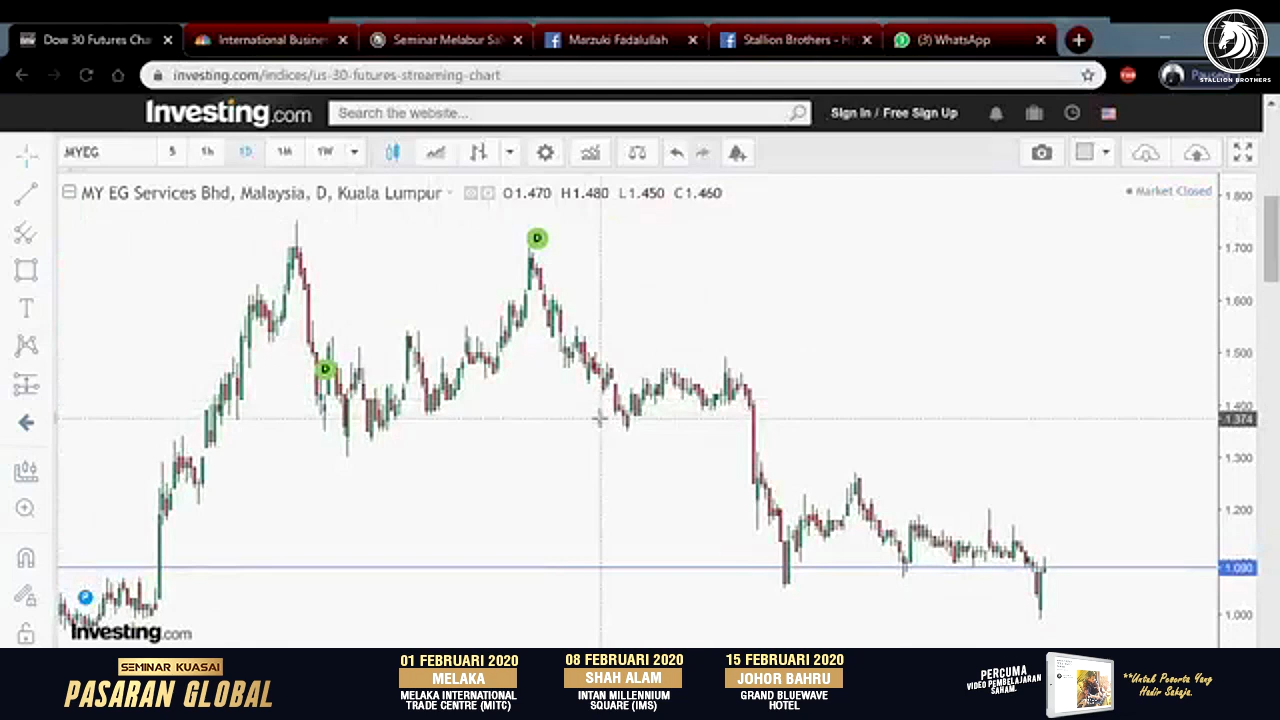 Dow 30 Futures Cha
International Busine
Seminar Melabur Sa
Marzuki Fadalullah
Stallion Brothers - H
(3) WhatsApp
STALLION BROTHERS
investing.com/indices/us-30-futures-streaming-chart
Paused
Investing.com
Search the website...
Sign In / Free Sign Up
MYEG
5
1h
1D
1M
1W
MY EG Services Bhd, Malaysia, D, Kuala Lumpur
O1.470 H1.480 L1.450 C1.460
Market Closed
1.800
1.700
1.600
1.500
1.400
1.374
1.300
1.200
1.090
1.000
D
D
P
Investing.com
SEMINAR KUASAI
PASARAN GLOBAL
01 FEBRUARI 2020
MELAKA
MELAKA INTERNATIONAL
TRADE CENTRE (MITC)
08 FEBRUARI 2020
SHAH ALAM
INTAN MILLENNIUM
SQUARE (IMS)
15 FEBRUARI 2020
JOHOR BAHRU
GRAND BLUEWAVE
HOTEL
PERCUMA
VIDEO PEMBELAJARAN
SAHAM.
**Untuk Peserta Yang
Hadir Sahaja.